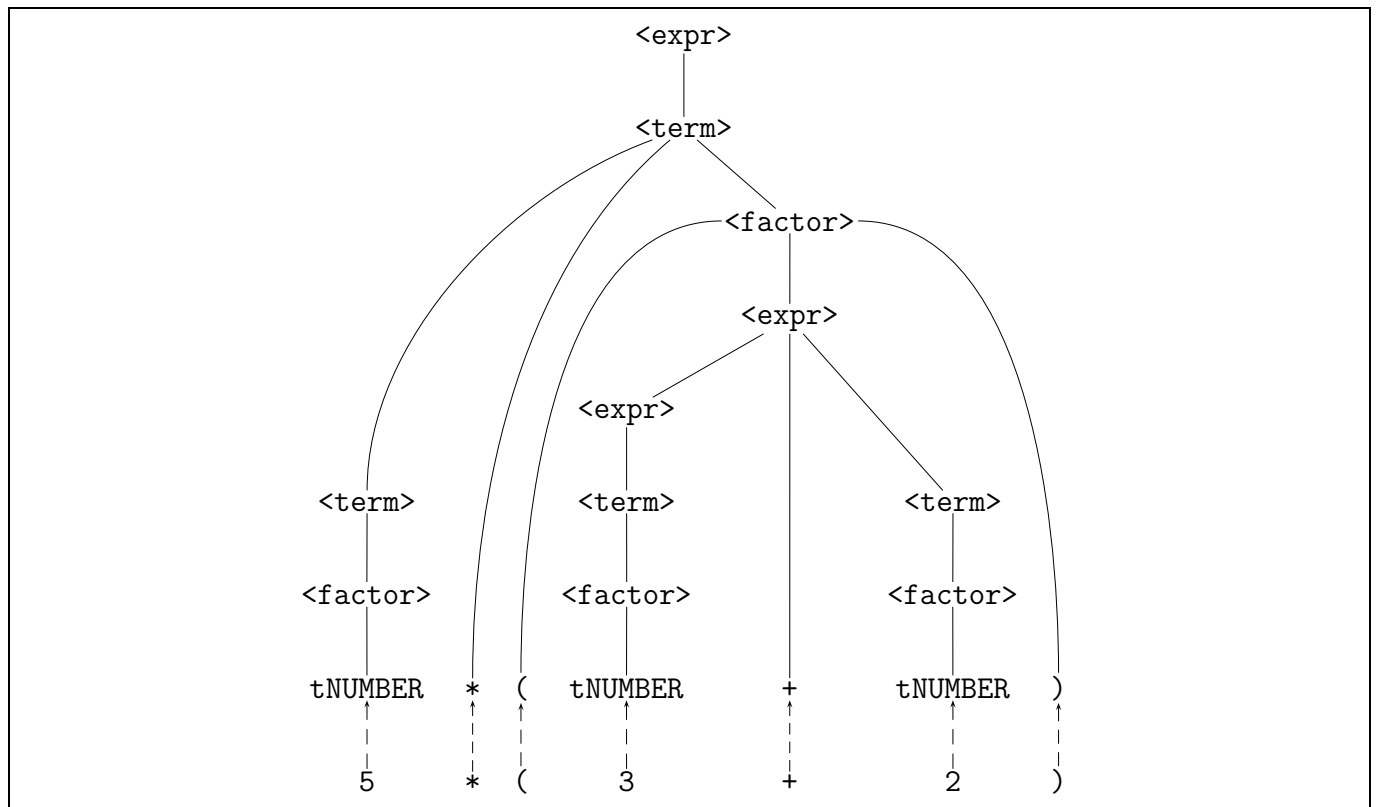 <expr>
<term>
<factor>
<expr>
<expr>
<term> <term> <term>
<factor> <factor> <factor>
tNUMBER * ( tNUMBER + tNUMBER )
5 * ( 3 + 2 )